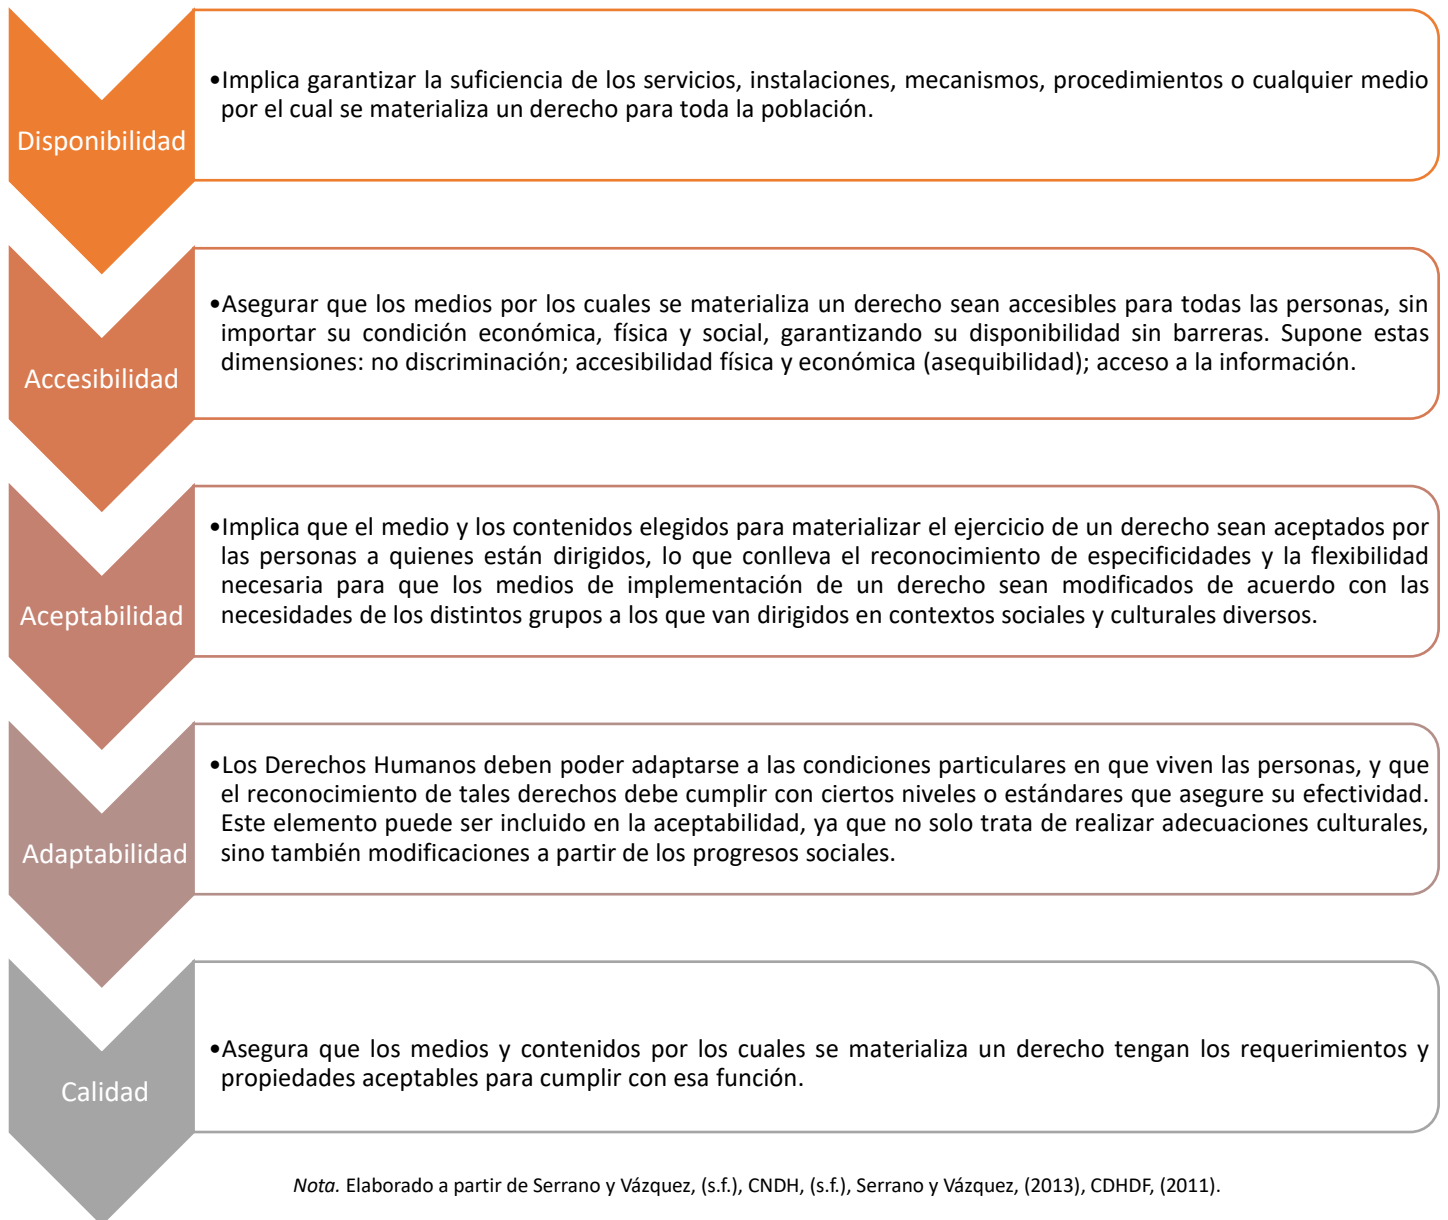 Disponibilidad
•Implica garantizar la suficiencia de los servicios, instalaciones, mecanismos, procedimientos o cualquier medio
por el cual se materializa un derecho para toda la población.
Accesibilidad
•Asegurar que los medios por los cuales se materializa un derecho sean accesibles para todas las personas, sin
importar su condición económica, física y social, garantizando su disponibilidad sin barreras. Supone estas
dimensiones: no discriminación; accesibilidad física y económica (asequibilidad); acceso a la información.
Aceptabilidad
•Implica que el medio y los contenidos elegidos para materializar el ejercicio de un derecho sean aceptados por
las personas a quienes están dirigidos, lo que conlleva el reconocimiento de especificidades y la flexibilidad
necesaria para que los medios de implementación de un derecho sean modificados de acuerdo con las
necesidades de los distintos grupos a los que van dirigidos en contextos sociales y culturales diversos.
Adaptabilidad
•Los Derechos Humanos deben poder adaptarse a las condiciones particulares en que viven las personas, y que
el reconocimiento de tales derechos debe cumplir con ciertos niveles o estándares que asegure su efectividad.
Este elemento puede ser incluido en la aceptabilidad, ya que no solo trata de realizar adecuaciones culturales,
sino también modificaciones a partir de los progresos sociales.
Calidad
•Asegura que los medios y contenidos por los cuales se materializa un derecho tengan los requerimientos y
propiedades aceptables para cumplir con esa función.
Nota. Elaborado a partir de Serrano y Vázquez, (s.f.), CNDH, (s.f.), Serrano y Vázquez, (2013), CDHDF, (2011).